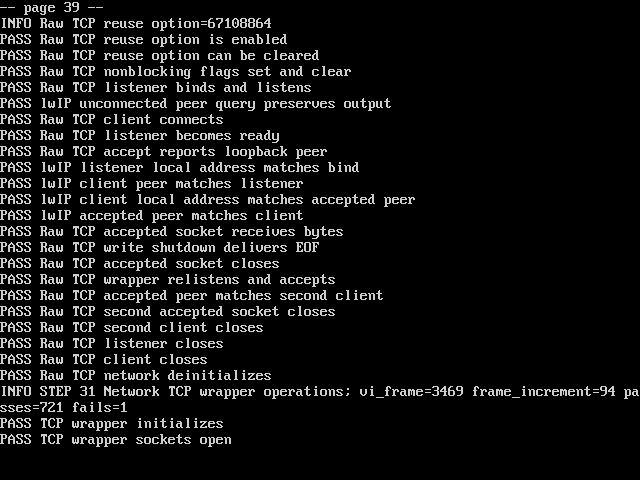 -- page 39 --
INFO Raw TCP reuse option=67108864
PASS Raw TCP reuse option is enabled
PASS Raw TCP reuse option can be cleared
PASS Raw TCP nonblocking flags set and clear
PASS Raw TCP listener binds and listens
PASS lwIP unconnected peer query preserves output
PASS Raw TCP client connects
PASS Raw TCP listener becomes ready
PASS Raw TCP accept reports loopback peer
PASS lwIP listener local address matches bind
PASS lwIP client peer matches listener
PASS lwIP client local address matches accepted peer
PASS lwIP accepted peer matches client
PASS Raw TCP accepted socket receives bytes
PASS Raw TCP write shutdown delivers EOF
PASS Raw TCP accepted socket closes
PASS Raw TCP wrapper relistens and accepts
PASS Raw TCP accepted peer matches second client
PASS Raw TCP second accepted socket closes
PASS Raw TCP second client closes
PASS Raw TCP listener closes
PASS Raw TCP client closes
PASS Raw TCP network deinitializes
INFO STEP 31 Network TCP wrapper operations; vi_frame=3469 frame_increment=94 pa
sses=721 fails=1
PASS TCP wrapper initializes
PASS TCP wrapper sockets open